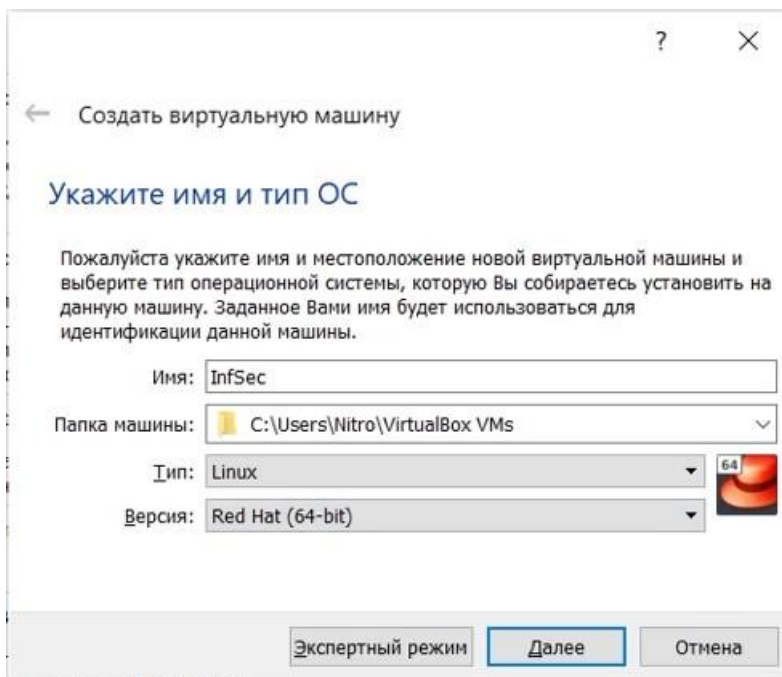 ?
Создать виртуальную машину
Укажите имя и тип ОС
Пожалуйста укажите имя и местоположение новой виртуальной машины и
выберите тип операционной системы, которую Вы собираетесь установить на
данную машину. Заданное Вами имя будет использоваться для
идентификации данной машины.
Имя: InfSec
Папка машины: C:\Users\Nitro\VirtualBox VMs
Тип: Linux
64
Версия: Red Hat (64-bit)
Экспертный режим Далее Отмена